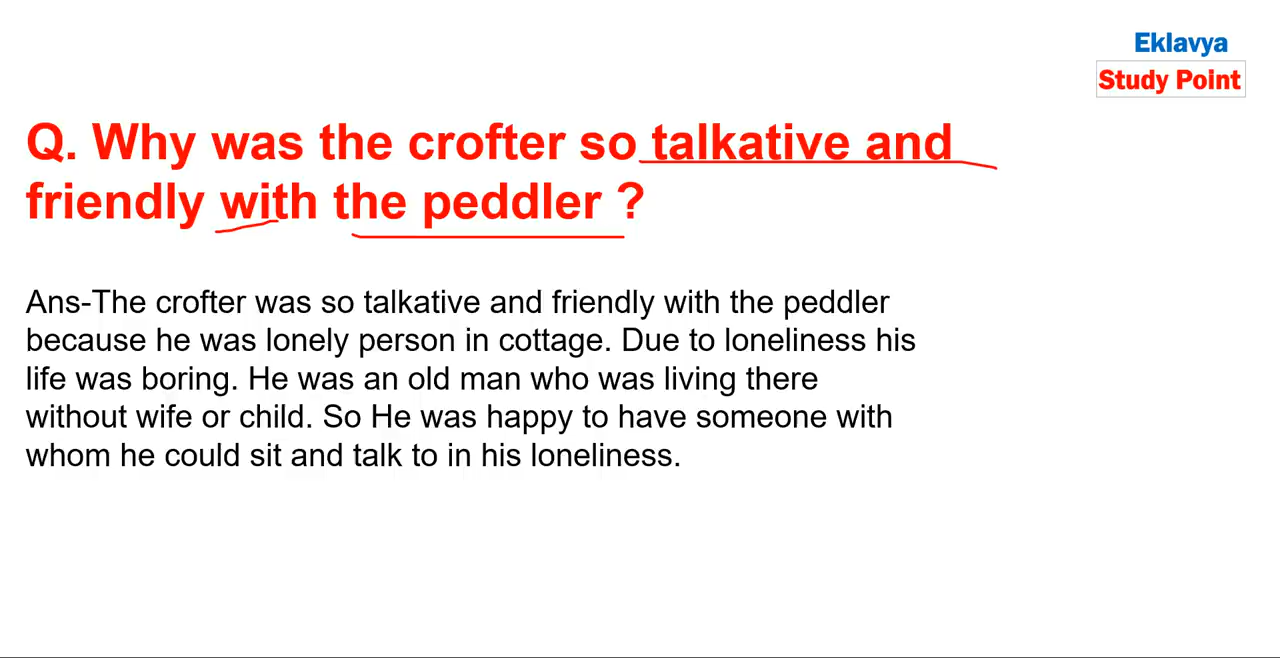 Eklavya
Study Point
Q. Why was the crofter so talkative and
friendly with the peddler ?
Ans-The crofter was so talkative and friendly with the peddler
because he was lonely person in cottage. Due to loneliness his
life was boring. He was an old man who was living there
without wife or child. So He was happy to have someone with
whom he could sit and talk to in his loneliness.